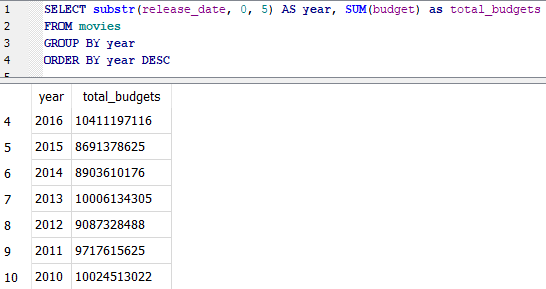 1 SELECT substr(release_date, 0, 5) AS year, SUM(budget) as total_budgets
2 FROM movies
3 GROUP BY year
4 ORDER BY year DESC
5
year total_budgets
4 2016 10411197116
5 2015 8691378625
6 2014 8903610176
7 2013 10006134305
8 2012 9087328488
9 2011 9717615625
10 2010 10024513022